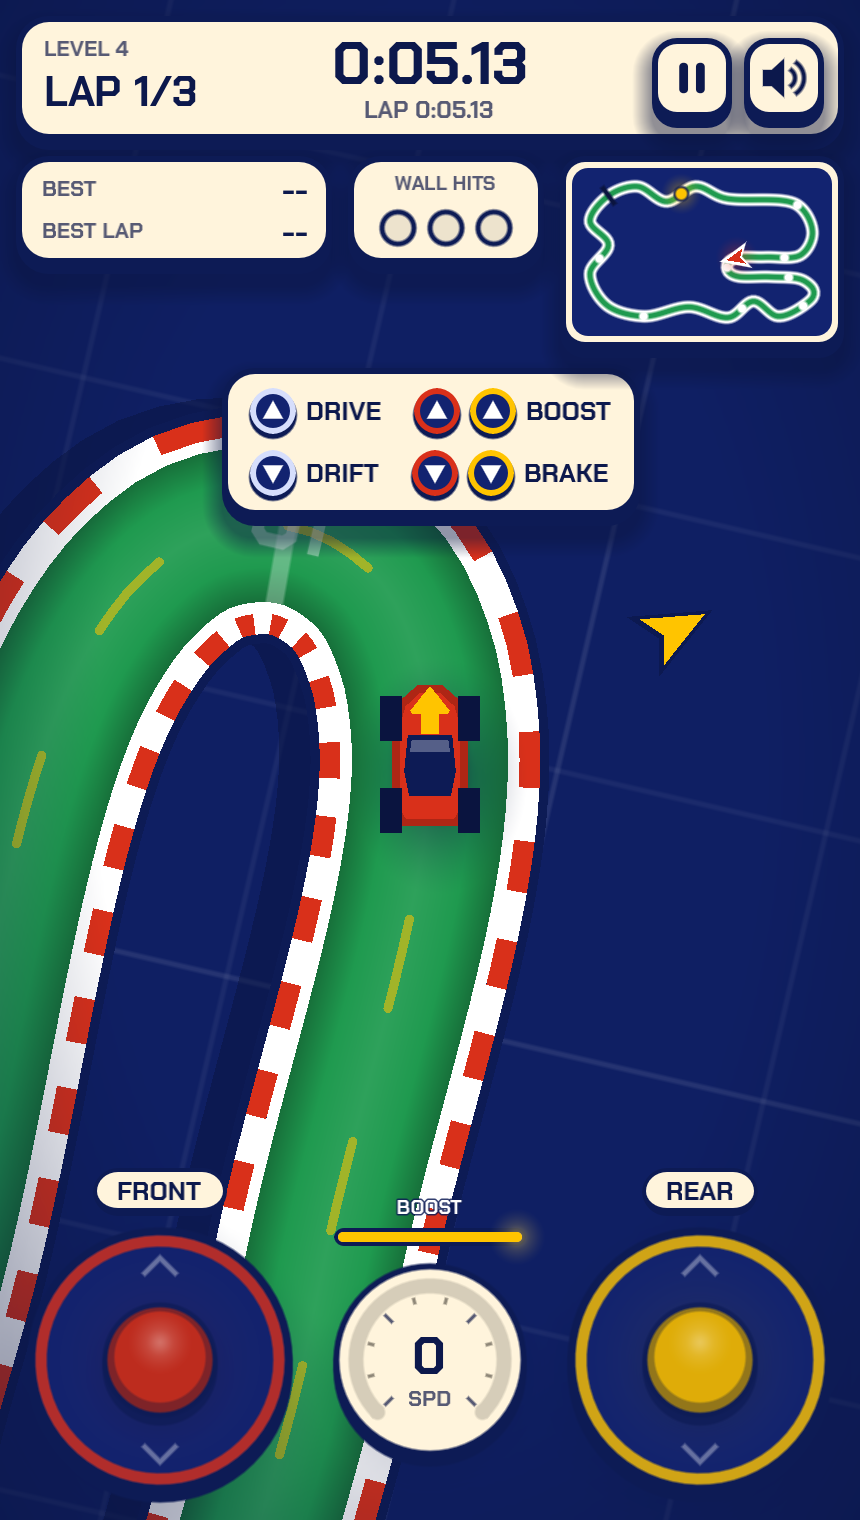 LEVEL 4
LAP 1/3
0:05.13
LAP 0:05.13
BEST --
BEST LAP --
WALL HITS
DRIVE BOOST
DRIFT BRAKE
FRONT
REAR
BOOST
0
SPD